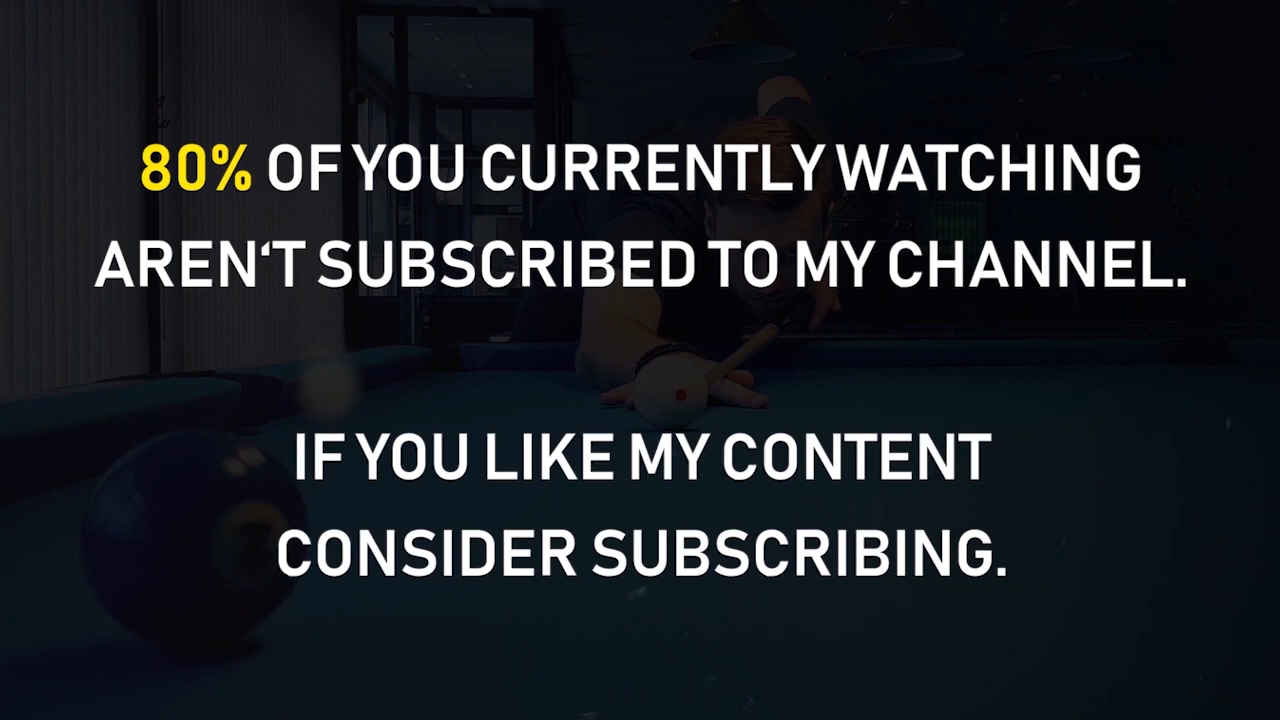 80% OF YOU CURRENTLY WATCHING
AREN‘T SUBSCRIBED TO MY CHANNEL.
IF YOU LIKE MY CONTENT
CONSIDER SUBSCRIBING.